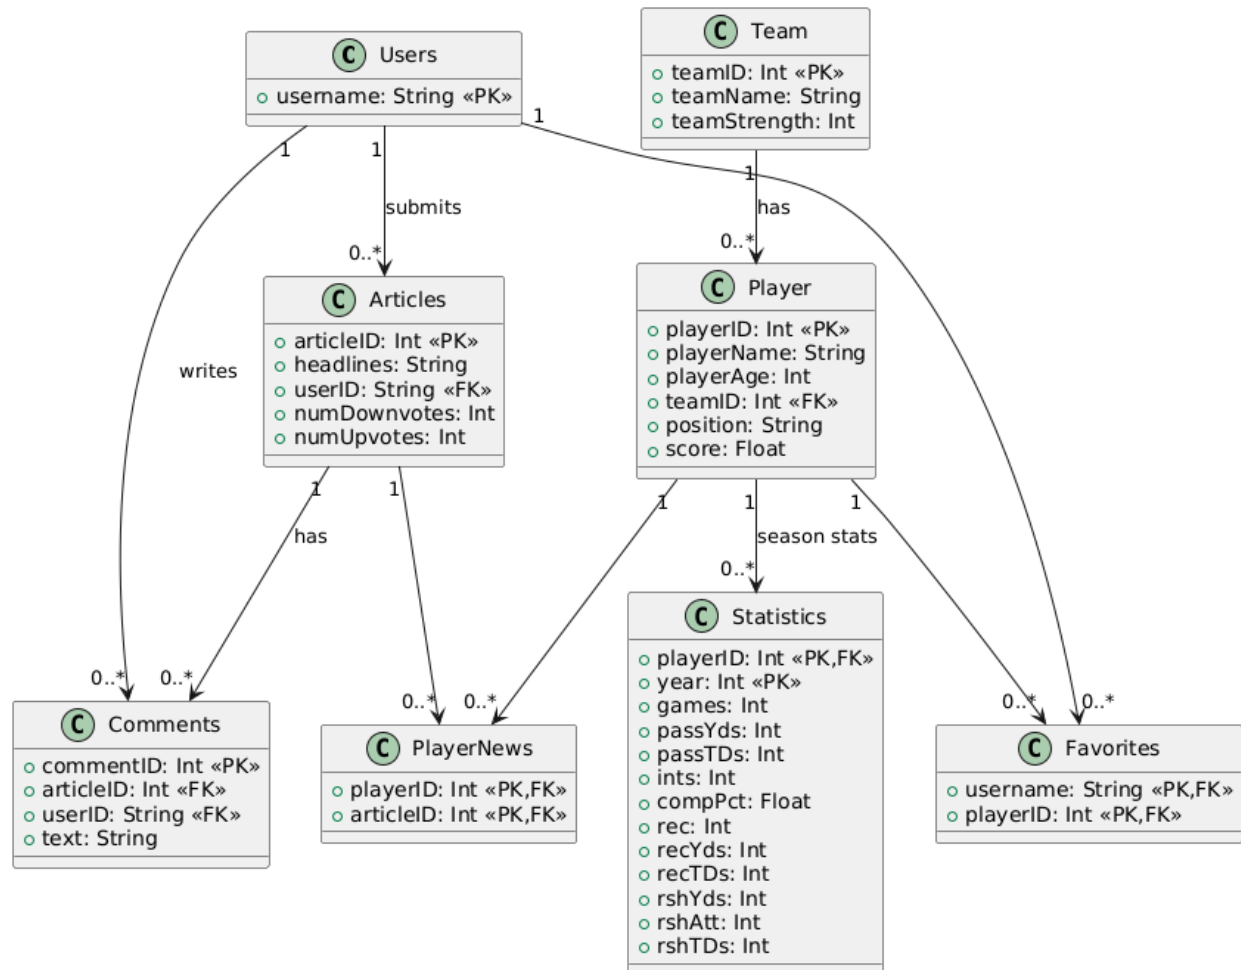 C Users
username: String «PK»
C Team
teamID: Int «PK»
teamName: String
teamStrength: Int
1
1
1
1
submits
has
0..*
0..*
C Articles
articleID: Int «PK»
headlines: String
userID: String «FK»
numDownvotes: Int
numUpvotes: Int
C Player
playerID: Int «PK»
playerName: String
playerAge: Int
teamID: Int «FK»
position: String
score: Float
writes
1
1
1
1
1
has
season stats
0..*
0..*
0..*
0..*
0..*
0..*
0..*
C Comments
commentID: Int «PK»
articleID: Int «FK»
userID: String «FK»
text: String
C PlayerNews
playerID: Int «PK,FK»
articleID: Int «PK,FK»
C Statistics
playerID: Int «PK,FK»
year: Int «PK»
games: Int
passYds: Int
passTDs: Int
ints: Int
compPct: Float
rec: Int
recYds: Int
recTDs: Int
rshYds: Int
rshAtt: Int
rshTDs: Int
C Favorites
username: String «PK,FK»
playerID: Int «PK,FK»